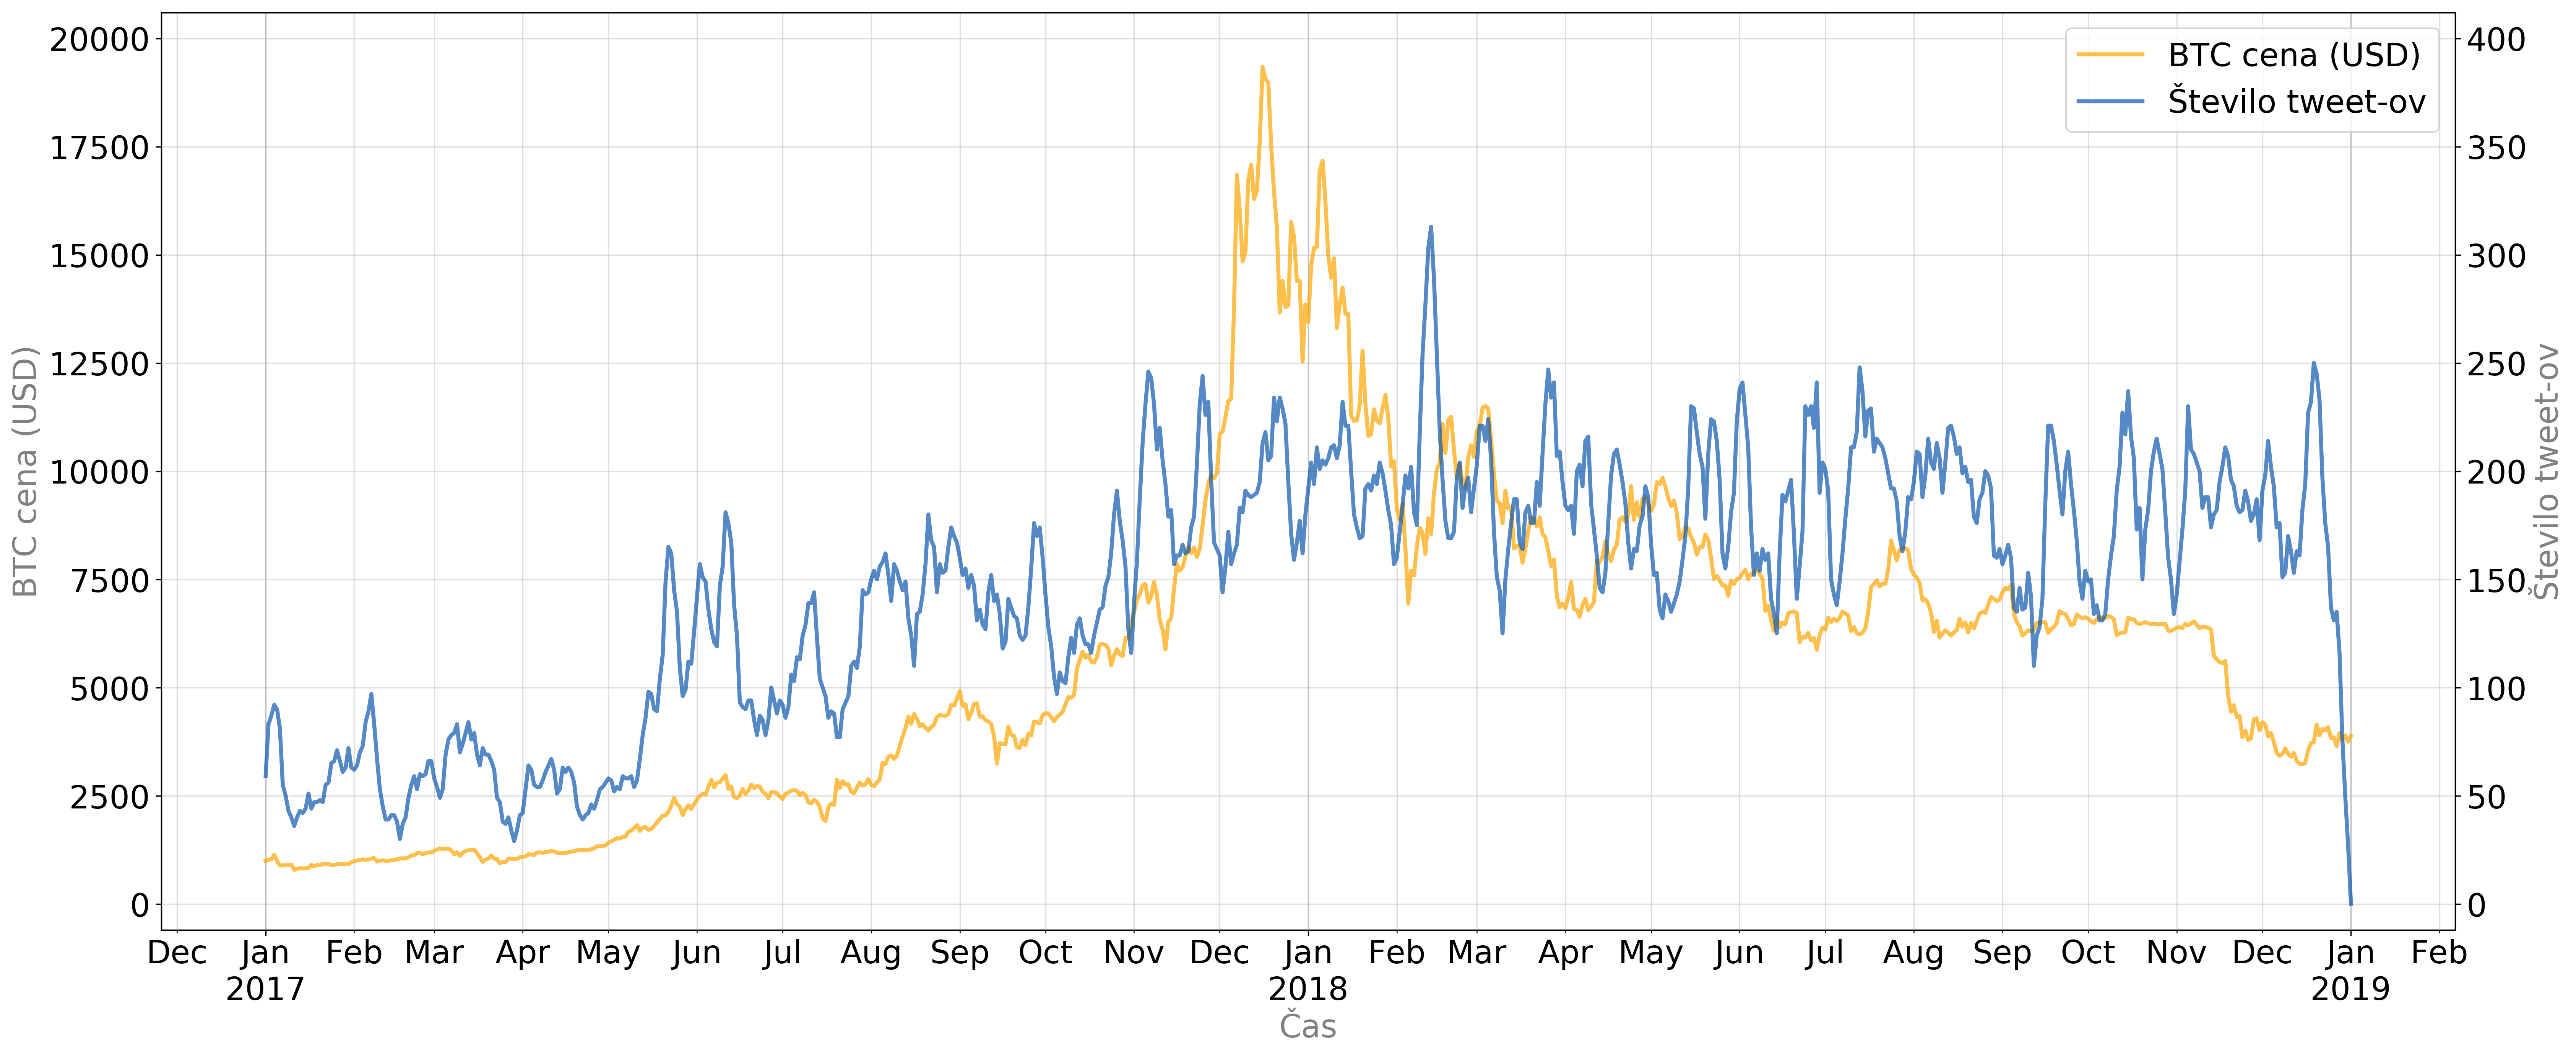 20000
17500
15000
12500
10000
7500
5000
2500
0
BTC cena (USD)
400
350
300
250
200
150
100
50
0
Število tweet-ov
BTC cena (USD)
Število tweet-ov
Dec Jan Feb Mar Apr May Jun Jul Aug Sep Oct Nov Dec Jan Feb Mar Apr May Jun Jul Aug Sep Oct Nov Dec Jan Feb
2017 2018 2019
Čas